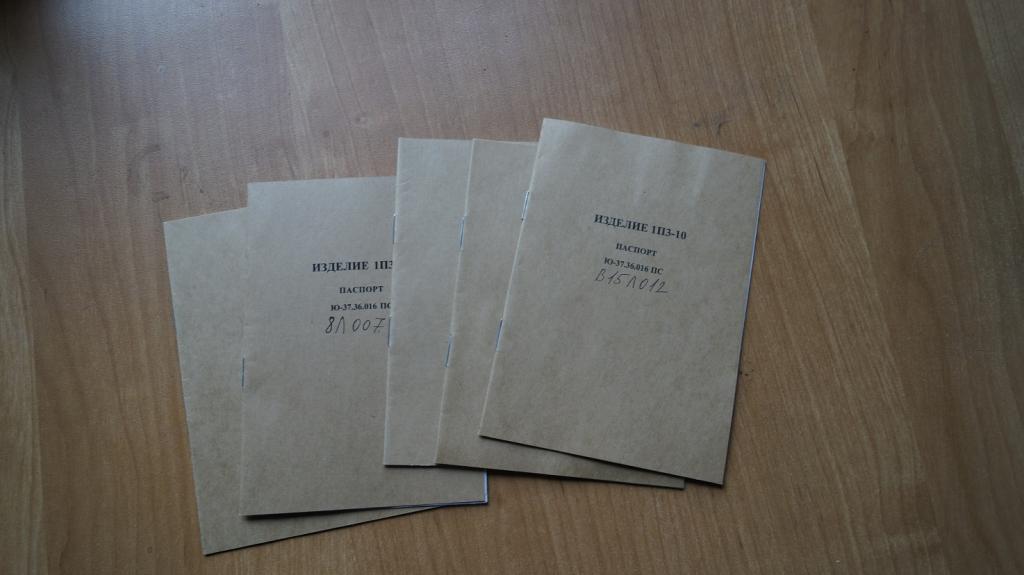 ИЗДЕЛИЕ 1П3
ПАСПОРТ
Ю-37.36.016 ПС
8Л007
ИЗДЕЛИЕ 1П3-10
ПАСПОРТ
Ю-37.36.016 ПС
В15Л012